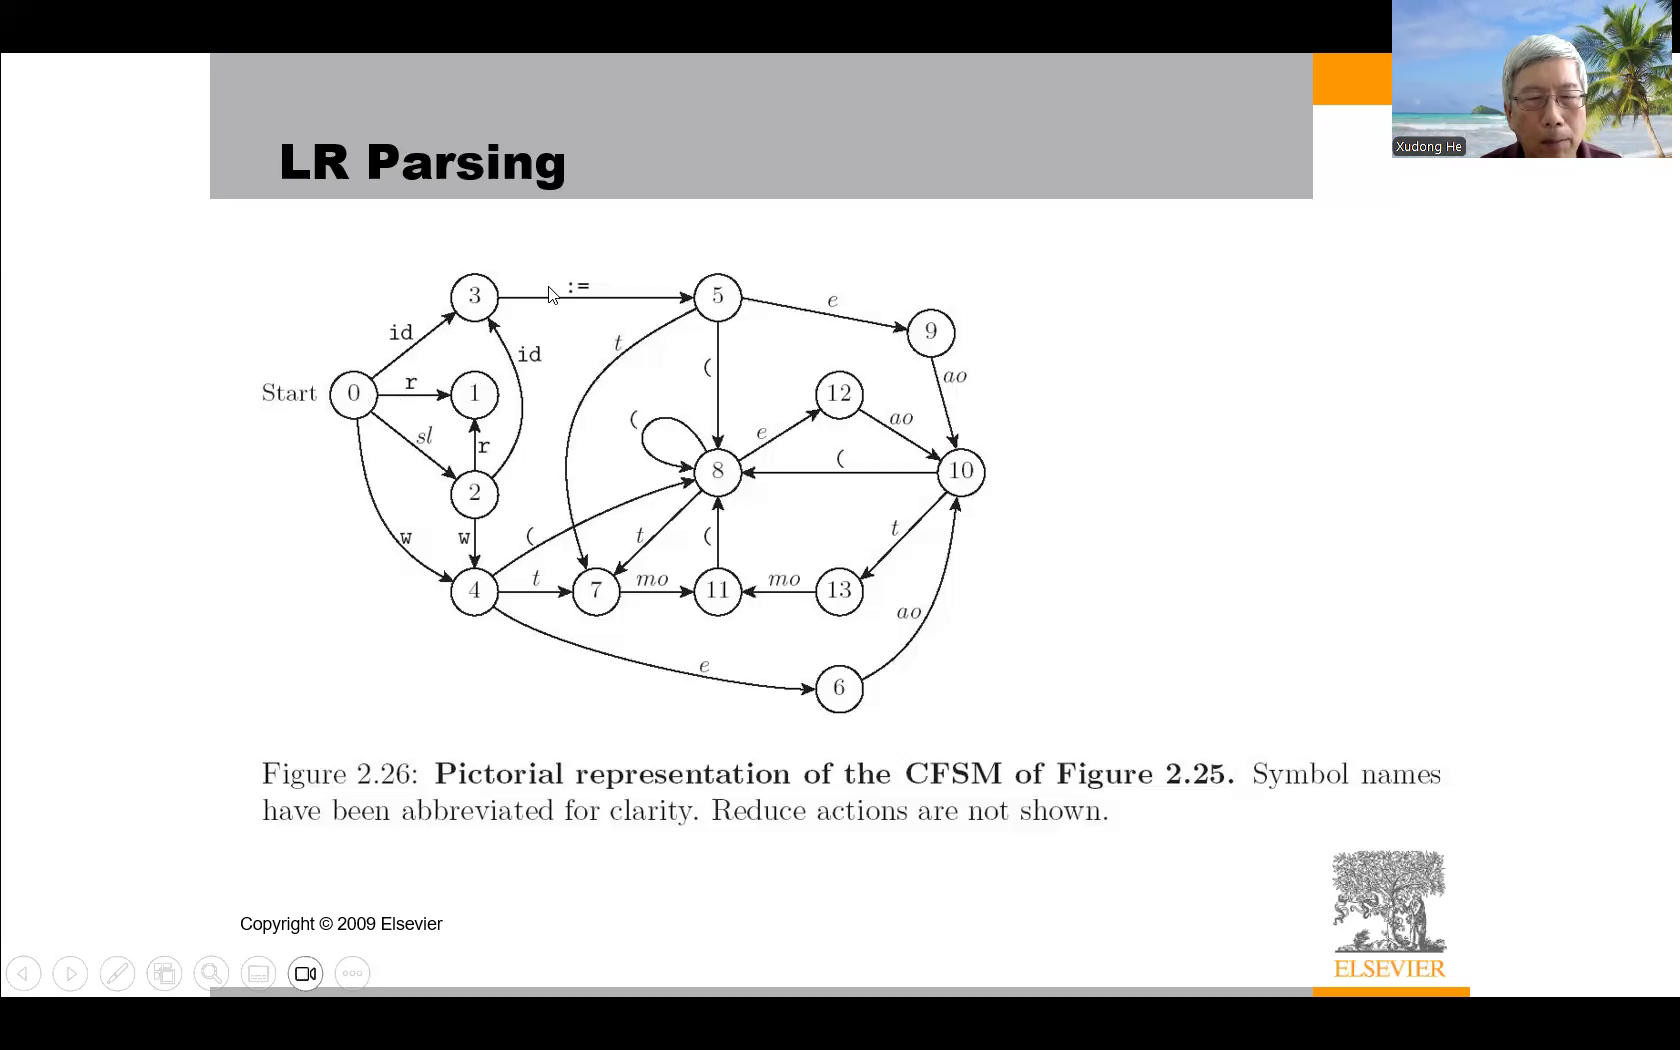 Xudong He
LR Parsing
3
:=
5
e
9
id
t
id
(
ao
Start
0
r
1
12
(
e
ao
sl
r
8
(
10
2
w
w
(
t
(
t
4
t
7
mo
11
mo
13
ao
e
6
Figure 2.26: Pictorial representation of the CFSM of Figure 2.25. Symbol names
have been abbreviated for clarity. Reduce actions are not shown.
Copyright © 2009 Elsevier
ELSEVIER